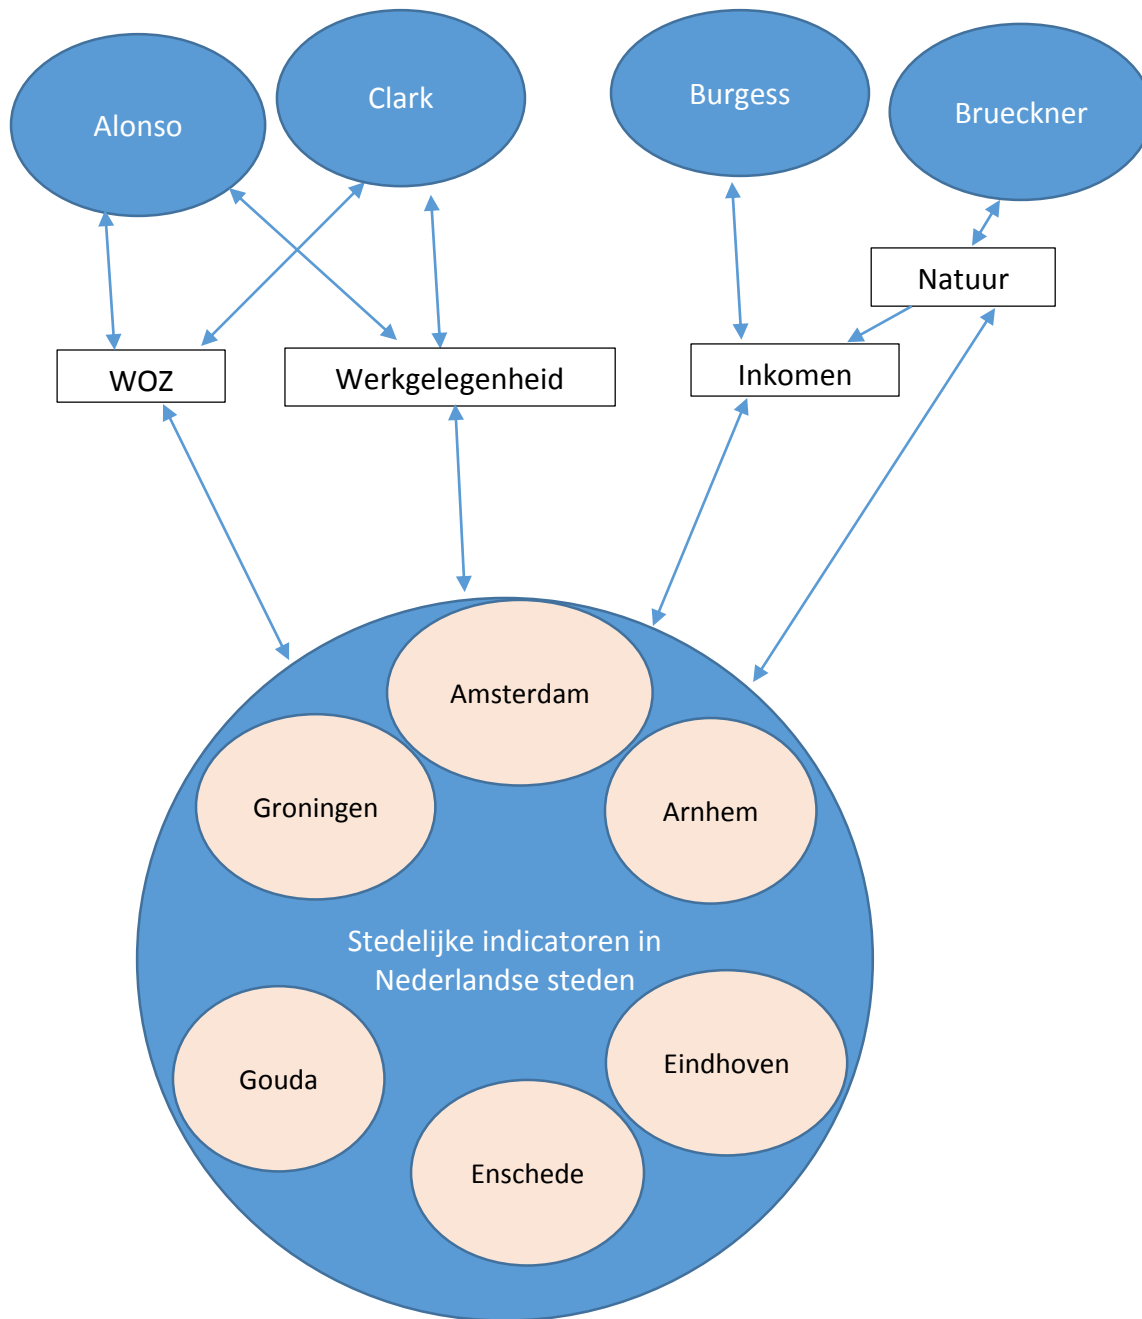 Alonso
Clark
Burgess
Brueckner
Natuur
WOZ
Werkgelegenheid
Inkomen
Amsterdam
Groningen
Arnhem
Stedelijke indicatoren in
Nederlandse steden
Gouda
Eindhoven
Enschede